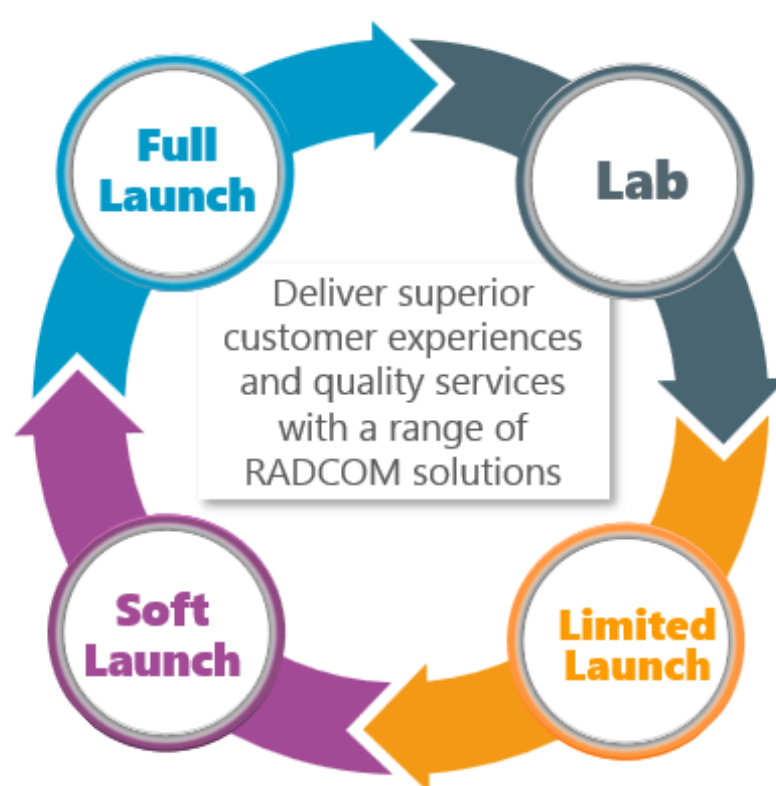 Full
Launch
Lab
Deliver superior
customer experiences
and quality services
with a range of
RADCOM solutions
Soft
Launch
Limited
Launch